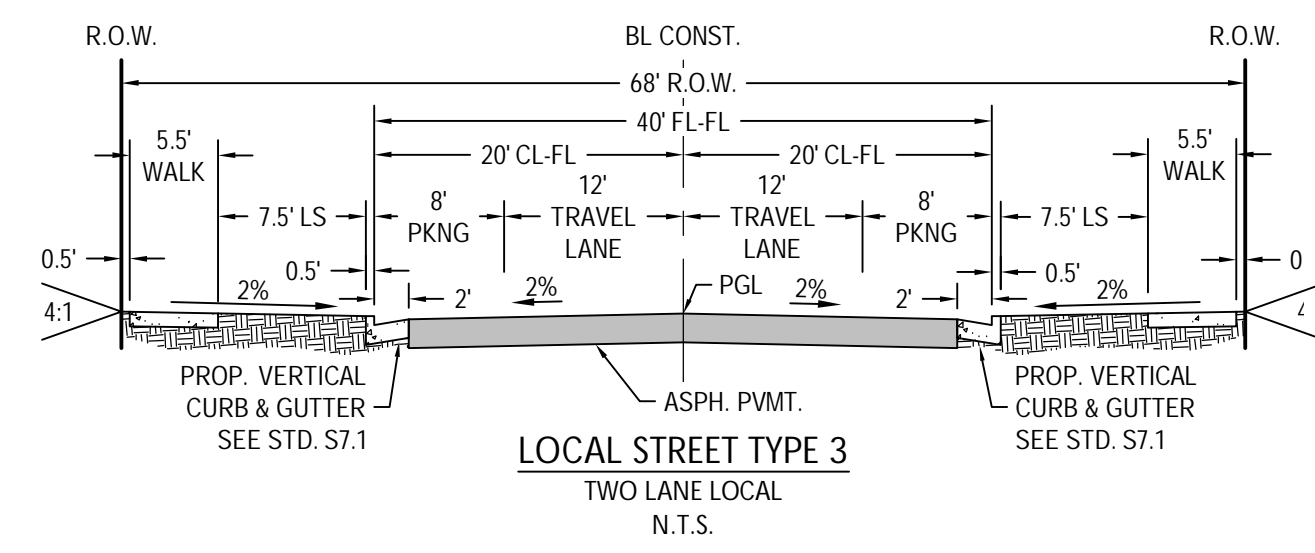 R.O.W.
BL CONST.
R.O.W.
68' R.O.W.
40' FL-FL
5.5'
WALK
20' CL-FL
20' CL-FL
5.5'
WALK
7.5' LS
8'
PKNG
12'
TRAVEL
LANE
12'
TRAVEL
LANE
8'
PKNG
7.5' LS
0.5'
0.5'
0.5'
0
4:1
2%
2'
2%
PGL
2%
2'
2%
4
PROP. VERTICAL
CURB & GUTTER
SEE STD. S7.1
ASPH. PVMT.
PROP. VERTICAL
CURB & GUTTER
SEE STD. S7.1
LOCAL STREET TYPE 3
TWO LANE LOCAL
N.T.S.